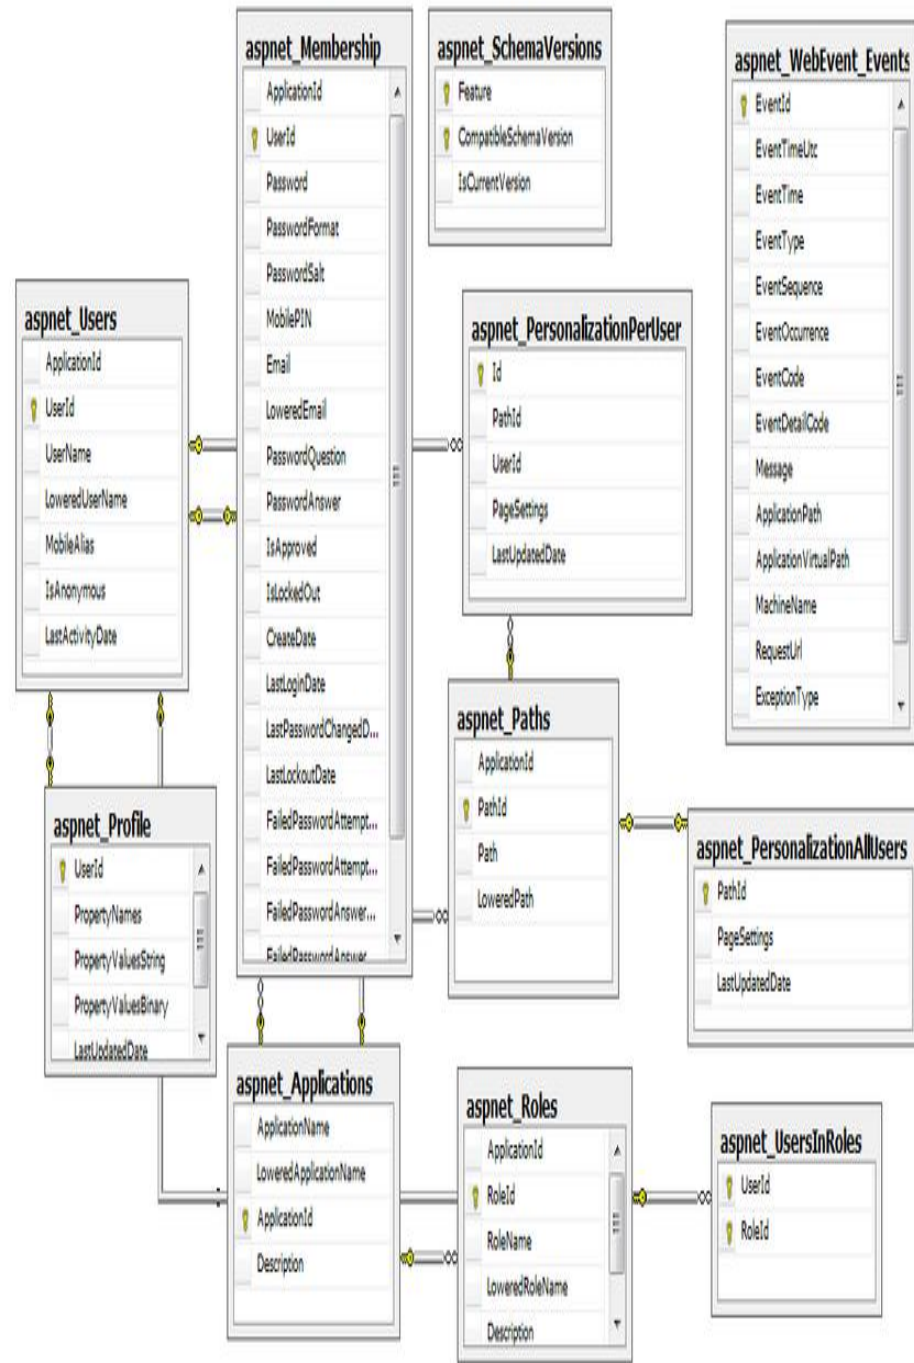 aspnet_Membership
ApplicationId
UserId
Password
PasswordFormat
PasswordSalt
MobilePIN
Email
LoweredEmail
PasswordQuestion
PasswordAnswer
IsApproved
IsLockedOut
CreateDate
LastLoginDate
LastPasswordChangedD...
LastLockoutDate
FailedPasswordAttempt...
FailedPasswordAttempt...
FailedPasswordAnswer...
FailedPasswordAnswer
aspnet_SchemaVersions
Feature
CompatibleSchemaVersion
IsCurrentVersion
aspnet_WebEvent_Events
EventId
EventTimeUtc
EventTime
EventType
EventSequence
EventOccurrence
EventCode
EventDetailCode
Message
ApplicationPath
ApplicationVirtualPath
MachineName
RequestUrl
ExceptionType
aspnet_Users
ApplicationId
UserId
UserName
LoweredUserName
MobileAlias
IsAnonymous
LastActivityDate
aspnet_PersonalizationPerUser
Id
PathId
UserId
PageSettings
LastUpdatedDate
aspnet_Paths
ApplicationId
PathId
Path
LoweredPath
aspnet_Profile
UserId
PropertyNames
PropertyValuesString
PropertyValuesBinary
LastUpdatedDate
aspnet_PersonalizationAllUsers
PathId
PageSettings
LastUpdatedDate
aspnet_Applications
ApplicationName
LoweredApplicationName
ApplicationId
Description
aspnet_Roles
ApplicationId
RoleId
RoleName
LoweredRoleName
Description
aspnet_UsersInRoles
UserId
RoleId